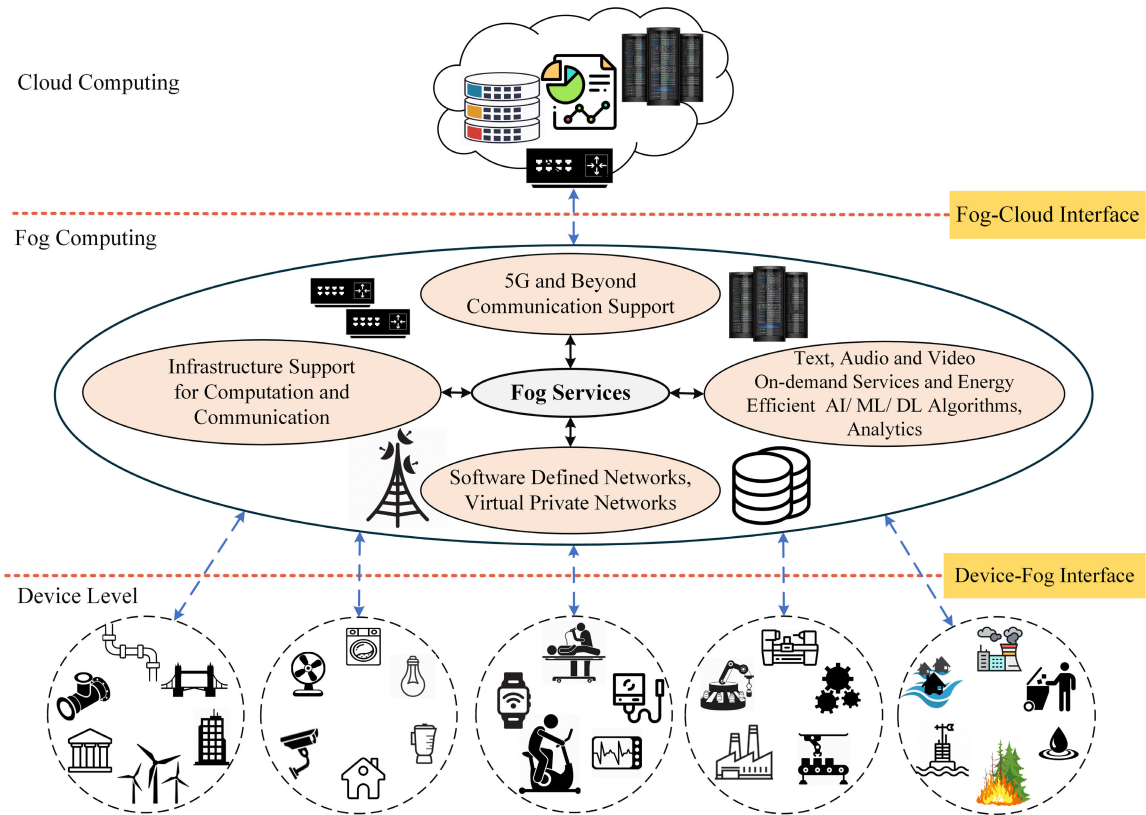 Cloud Computing
Fog-Cloud Interface
Fog Computing
5G and Beyond
Communication Support
Infrastructure Support
for Computation and
Communication
Fog Services
Text, Audio and Video
On-demand Services and Energy
Efficient AI/ ML/ DL Algorithms,
Analytics
Software Defined Networks,
Virtual Private Networks
Device-Fog Interface
Device Level